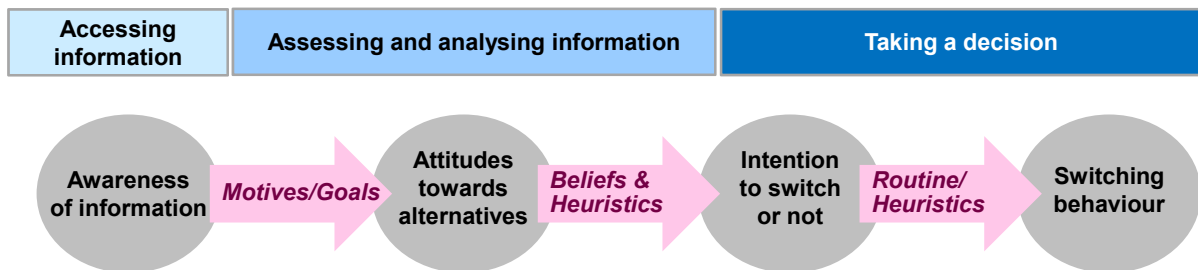 Accessing
information
Assessing and analysing information
Taking a decision
Awareness
of information
Motives/Goals
Attitudes
towards
alternatives
Beliefs &
Heuristics
Intention
to switch
or not
Routine/
Heuristics
Switching
behaviour